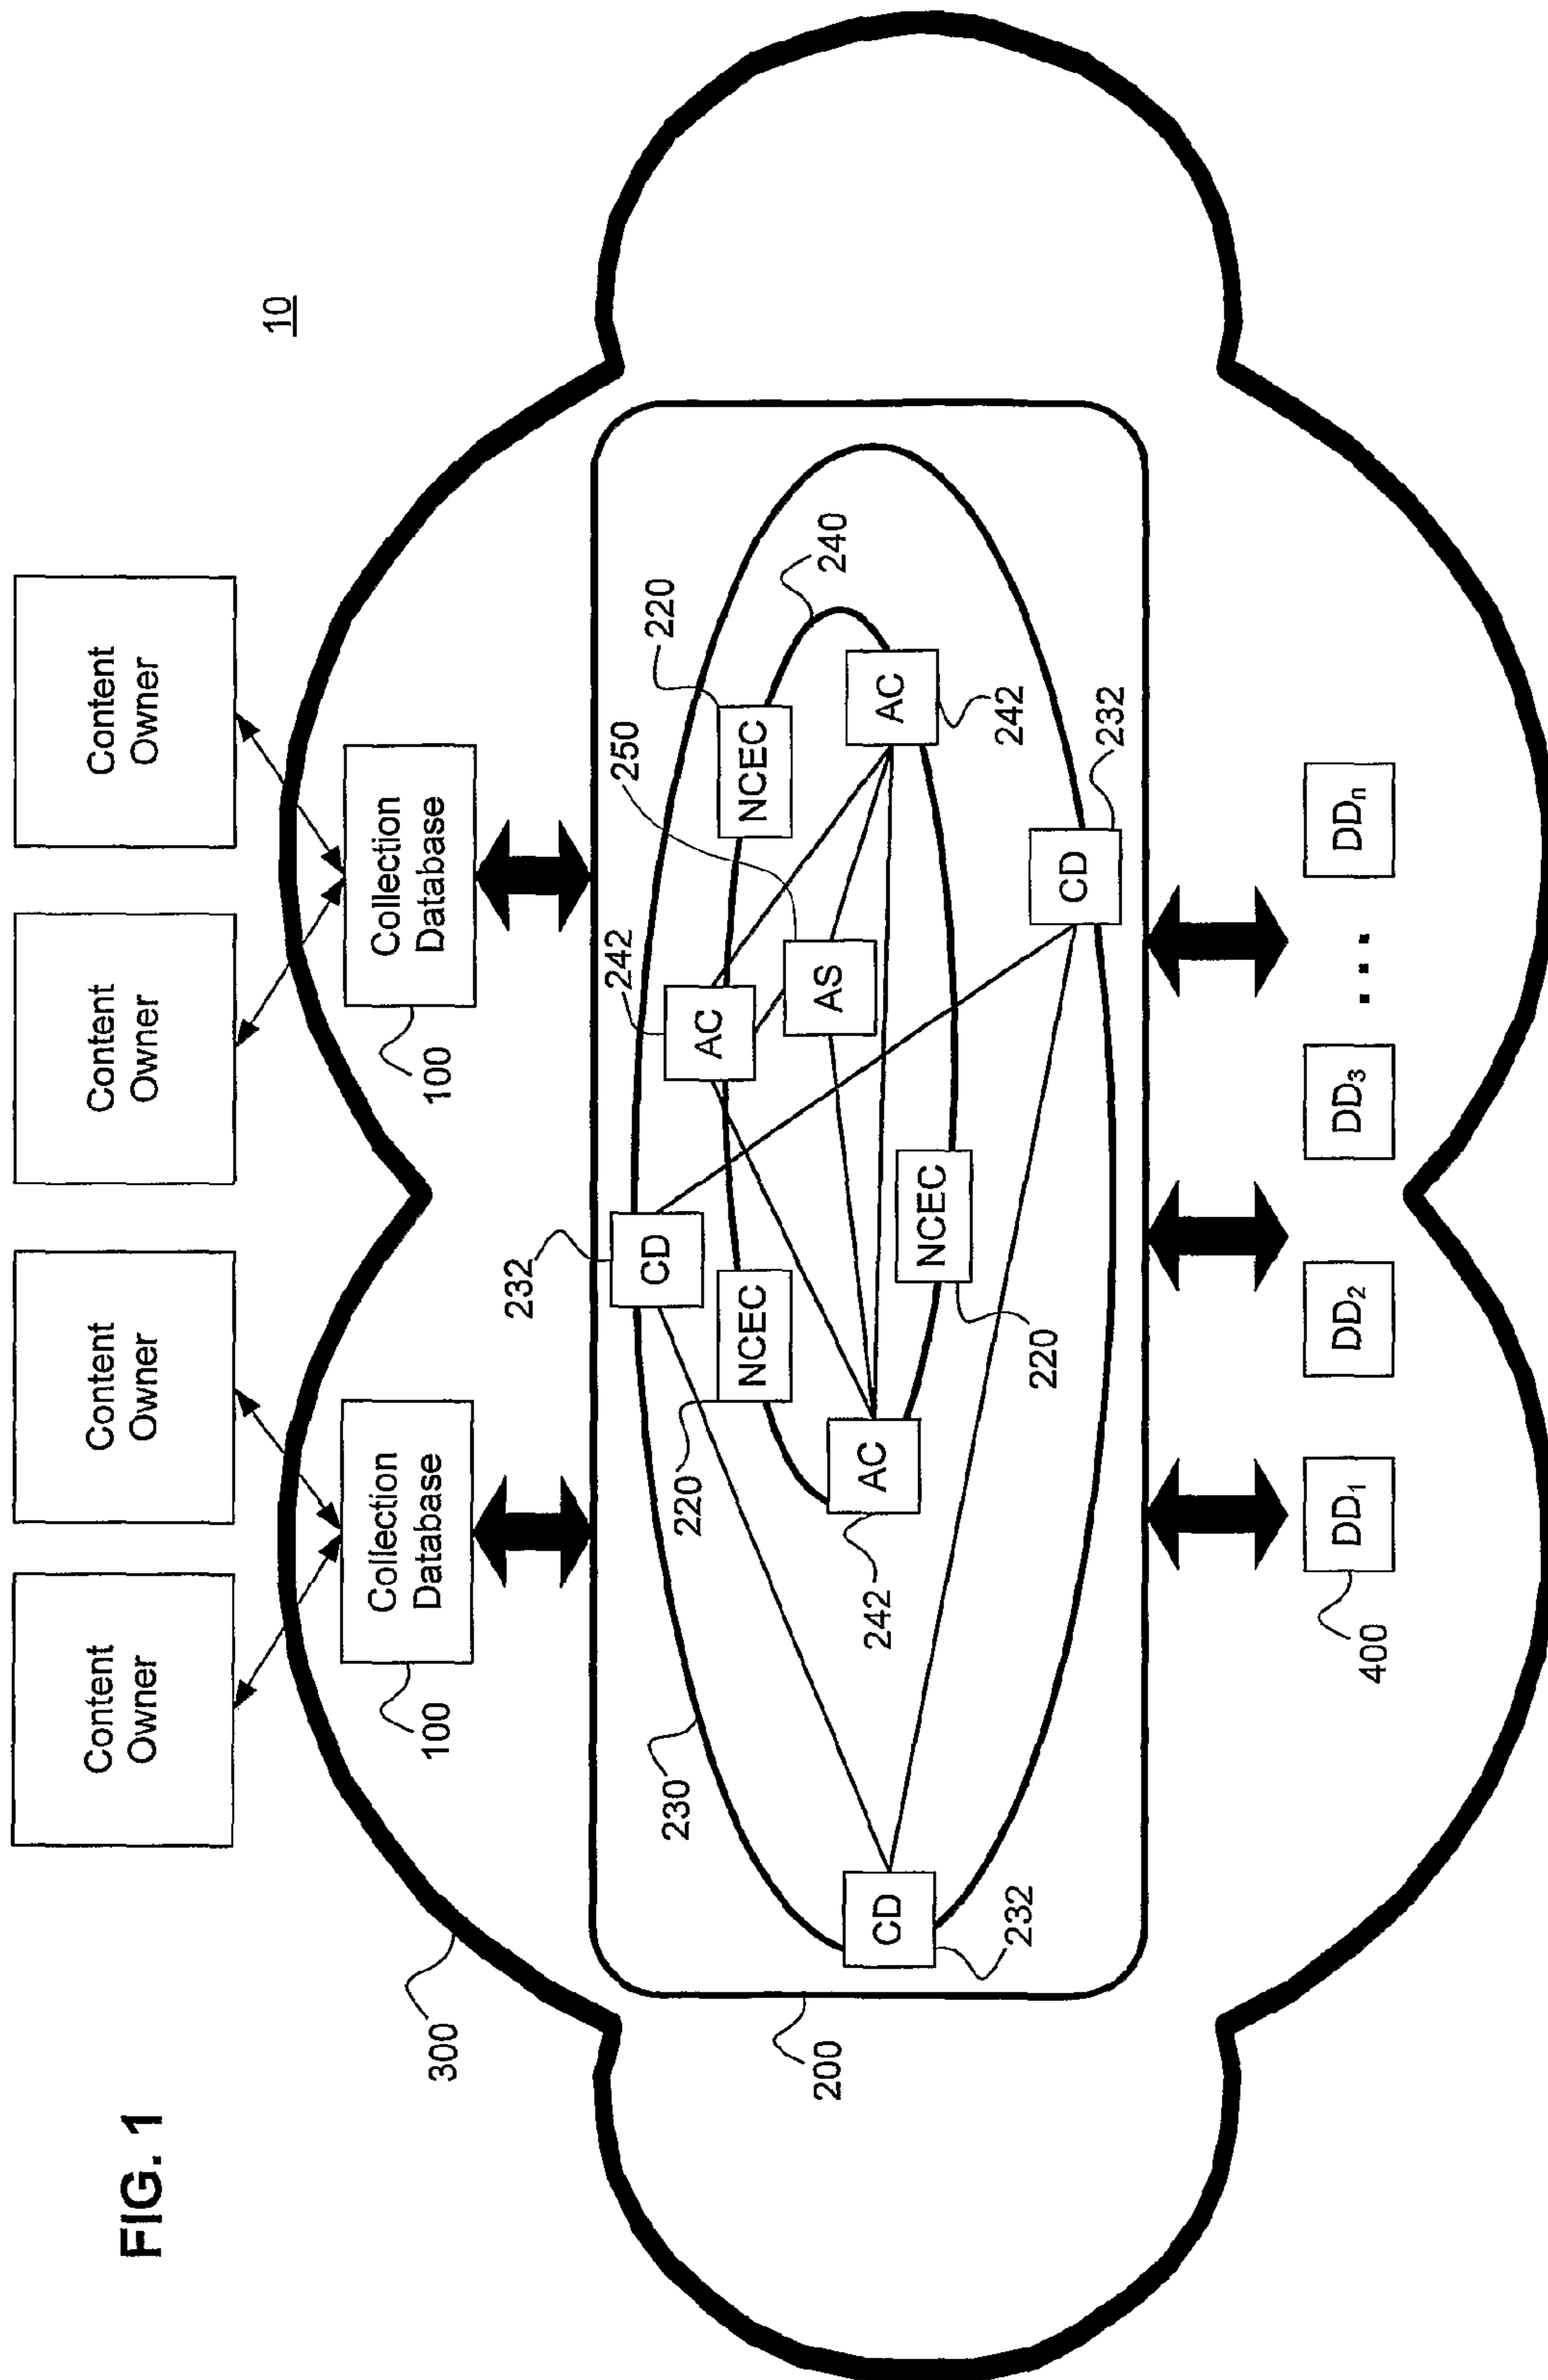 FIG. 1
10
Content
Owner
Content
Owner
Content
Owner
Content
Owner
300
Collection
Database
100
Collection
Database
100
200
230
CD
232
232
CD
CD
232
240
220
NCEC
NCEC
220
NCEC
220
242
AC
AC
242
AC
242
250
AS
DD₁
DD₂
DD₃
...
DDₙ
400